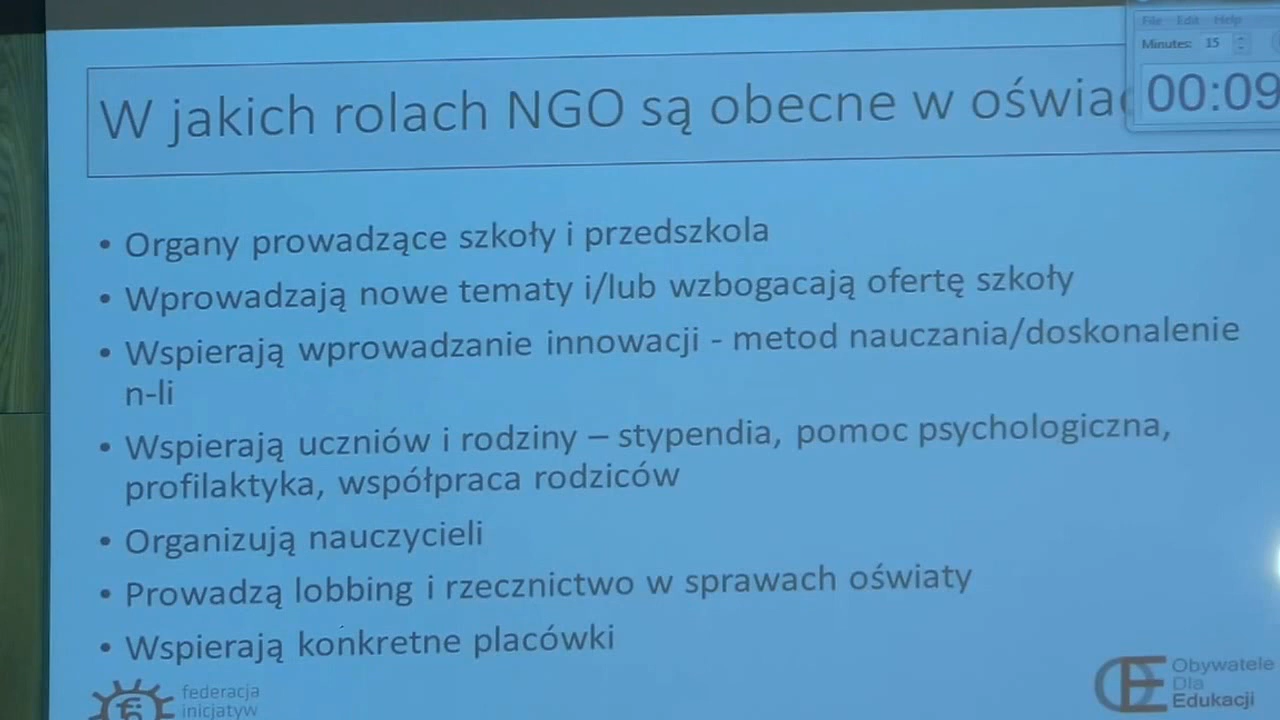 File Edit Help
Minutes: 15
00:09
W jakich rolach NGO są obecne w
• Organy prowadzące szkoły i przedszkola
• Wprowadzają nowe tematy i/lub wzbogacają ofertę szkoły
• Wspierają wprowadzanie innowacji - metod nauczania/doskonalenie
n-li
• Wspierają uczniów i rodziny – stypendia, pomoc psychologiczna,
profilaktyka, współpraca rodziców
• Organizują nauczycieli
• Prowadzą lobbing i rzecznictwo w sprawach oświaty
• Wspierają konkretne placówki
federacja
inicjatyw
Obywatele
Dla
Edukacji